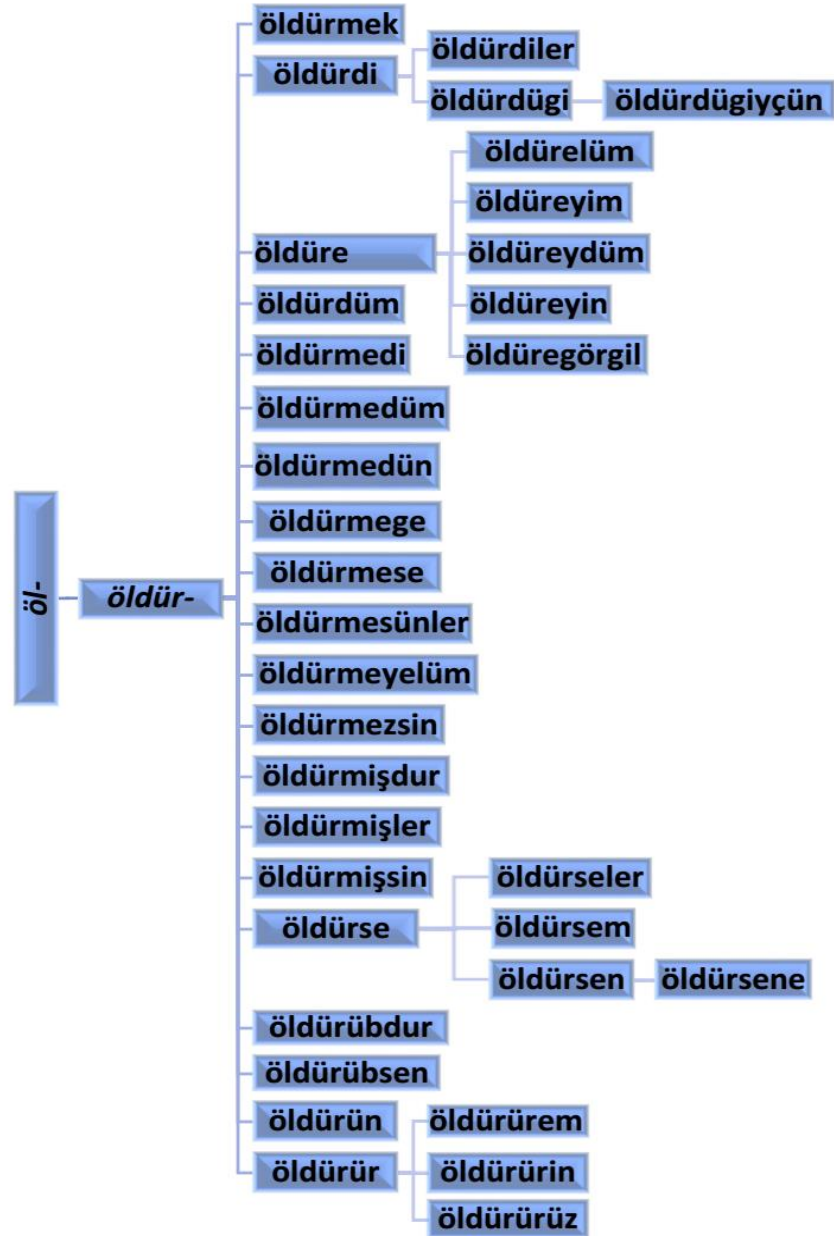 öl-
öldür-
öldürmek
öldürdi
öldürdiler
öldürdügi
öldürdügiyçün
öldüre
öldürelüm
öldüreyim
öldüreydüm
öldüreyin
öldüregörgil
öldürdüm
öldürmedi
öldürmedüm
öldürmedün
öldürmege
öldürmese
öldürmesünler
öldürmeyelüm
öldürmezsin
öldürmişdur
öldürmişler
öldürmişsin
öldürse
öldürseler
öldürsem
öldürsen
öldürsene
öldürübdur
öldürübsen
öldürün
öldürür
öldürürem
öldürürin
öldürürüz